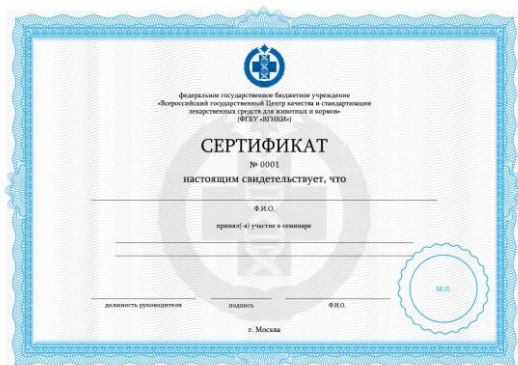 федеральное государственное бюджетное учреждение
«Всероссийский государственный Центр качества и стандартизации
лекарственных средств для животных и кормов»
(ФГБУ «ВГНКИ»)
СЕРТИФИКАТ
№ 0001
настоящим свидетельствует, что
Ф.И.О.
принял(-а) участие в семинаре
М.П.
должность руководителя подпись Ф.И.О.
г. Москва